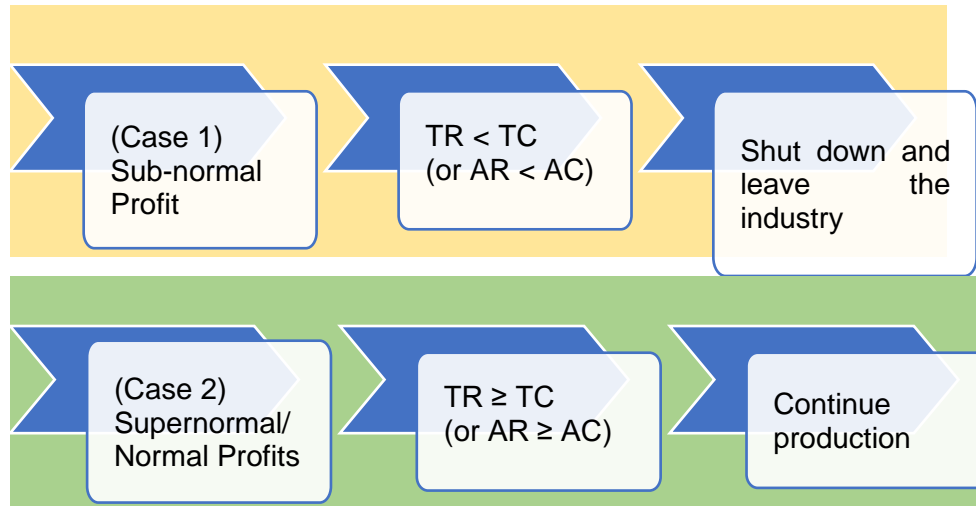 (Case 1)
Sub-normal
Profit
TR < TC
(or AR < AC)
Shut down and
leave the
industry
(Case 2)
Supernormal/
Normal Profits
TR ≥ TC
(or AR ≥ AC)
Continue
production